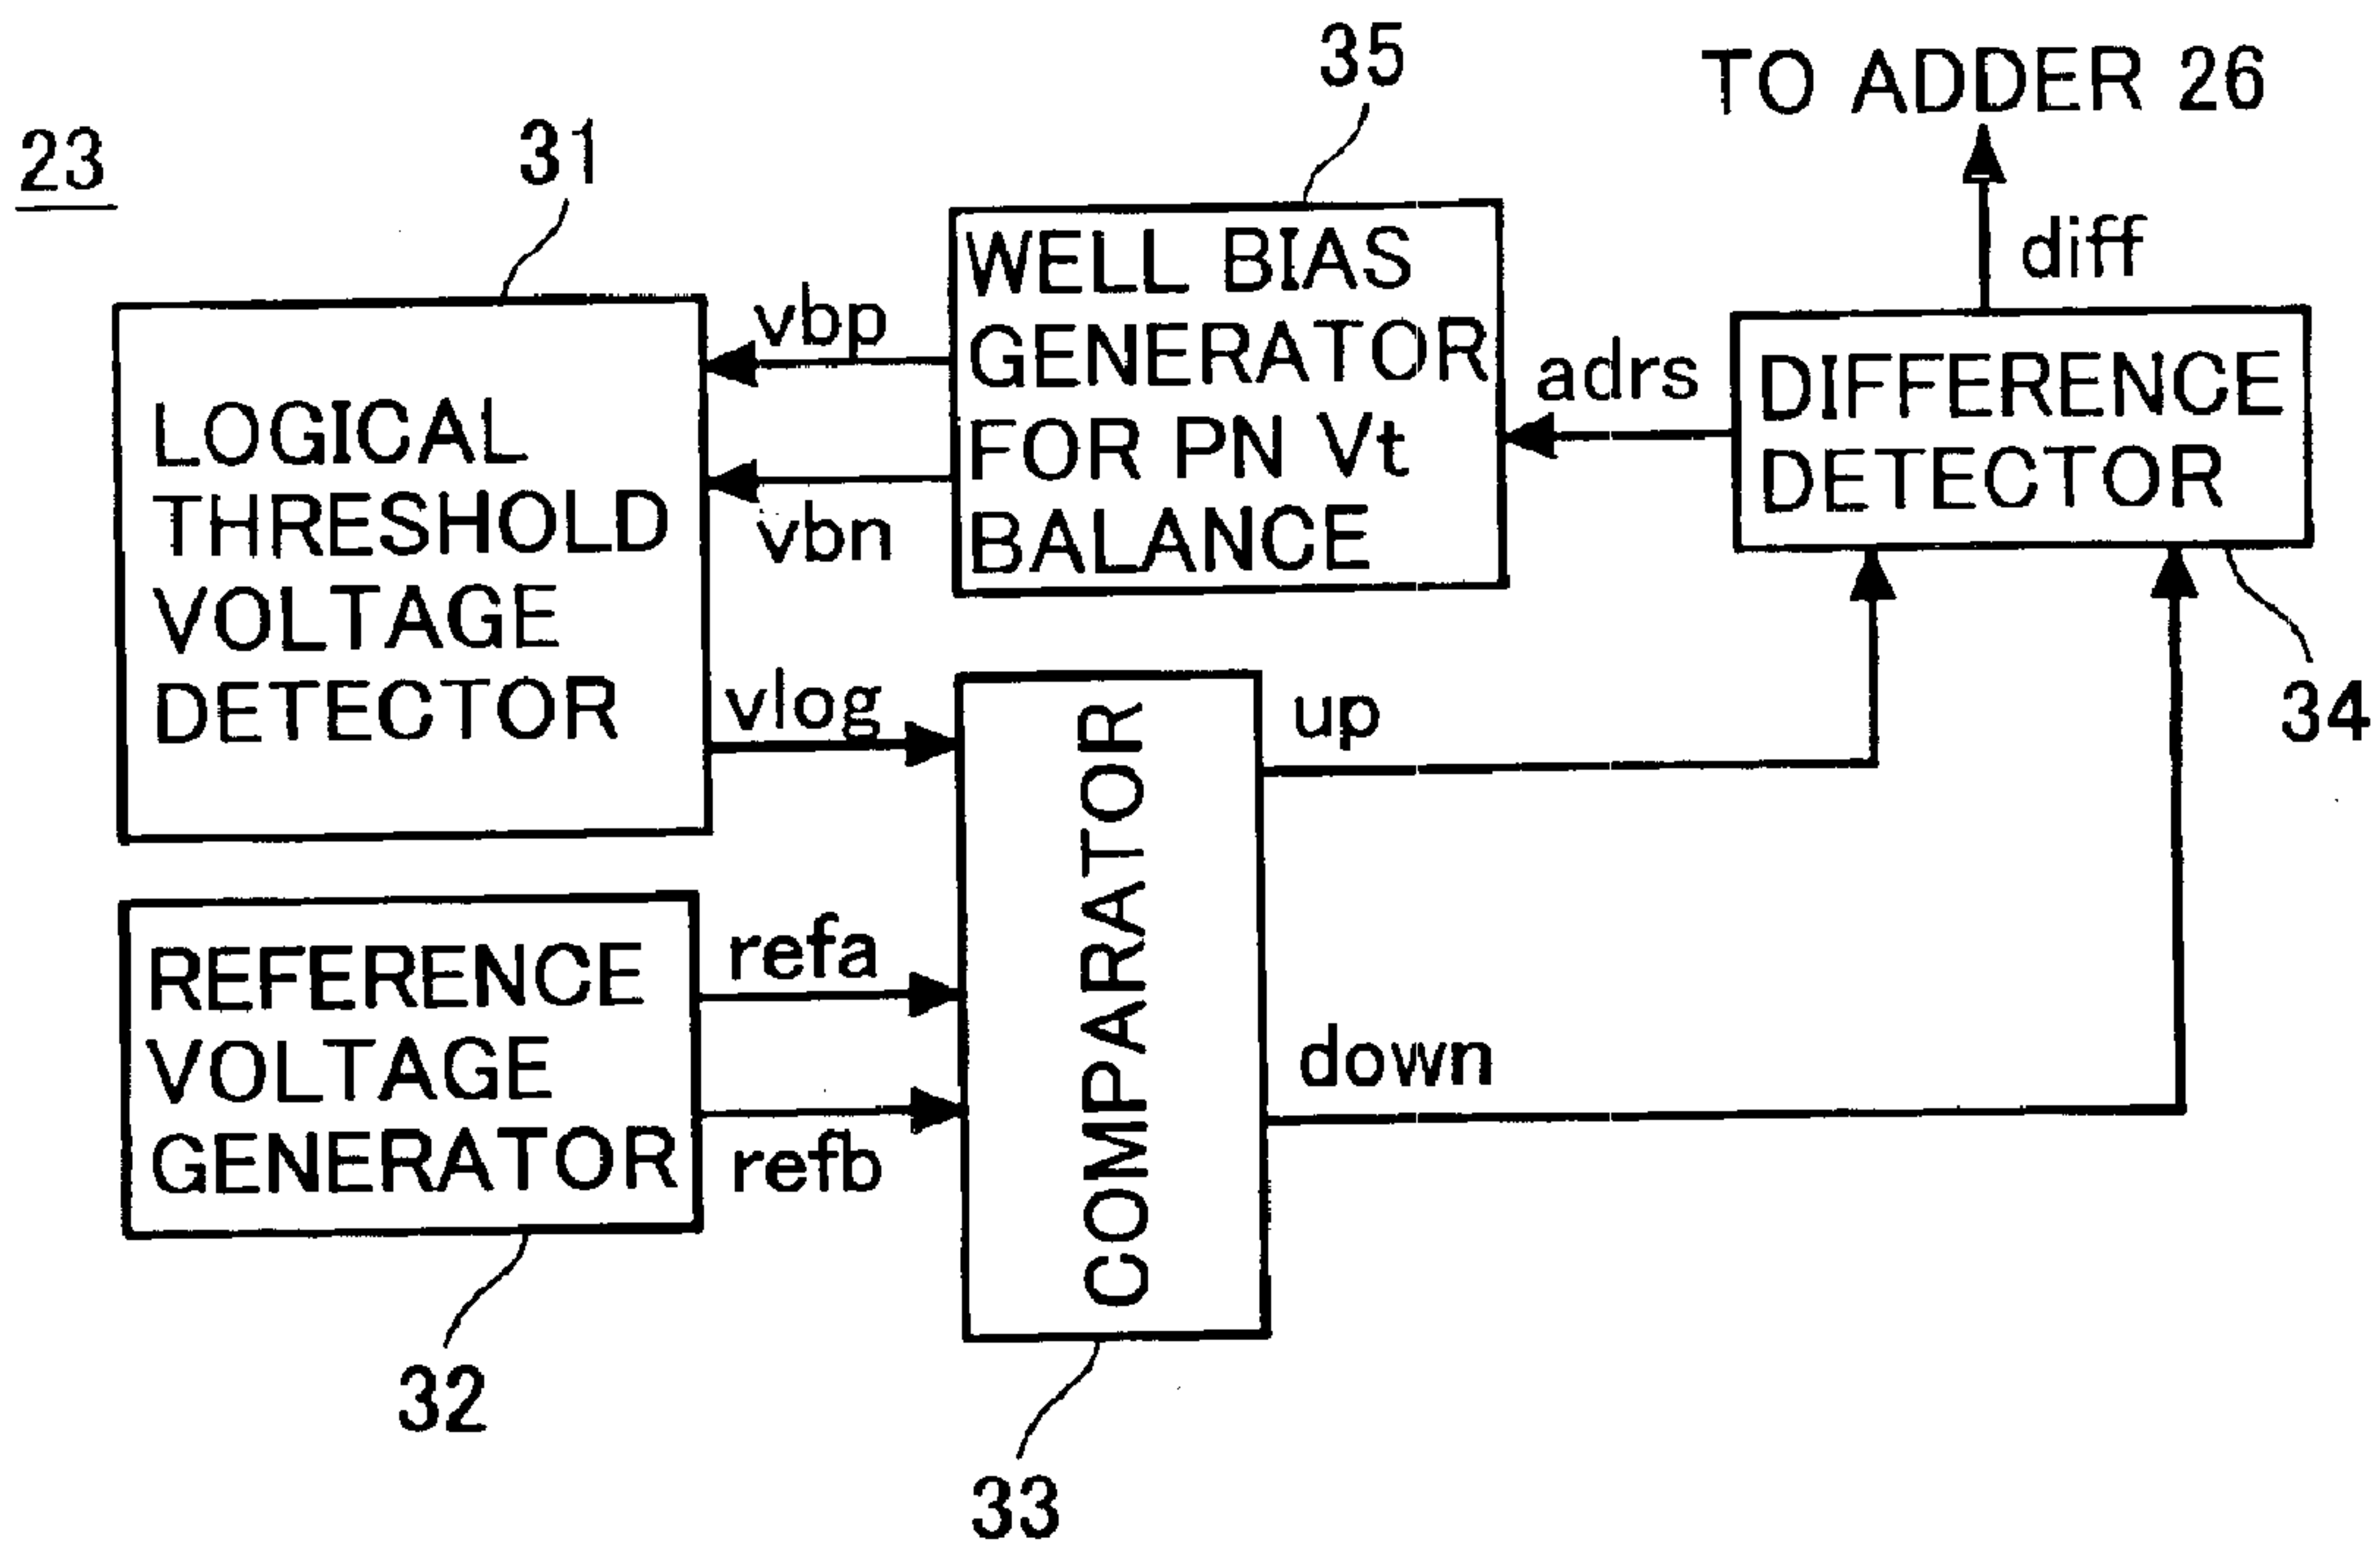 23
31
35
TO ADDER 26
diff
LOGICAL
THRESHOLD
VOLTAGE
DETECTOR
vbp
vbn
WELL BIAS
GENERATOR
FOR PN Vt
BALANCE
adrs
DIFFERENCE
DETECTOR
34
vlog
up
REFERENCE
VOLTAGE
GENERATOR
refa
refb
COMPARATOR
down
32
33